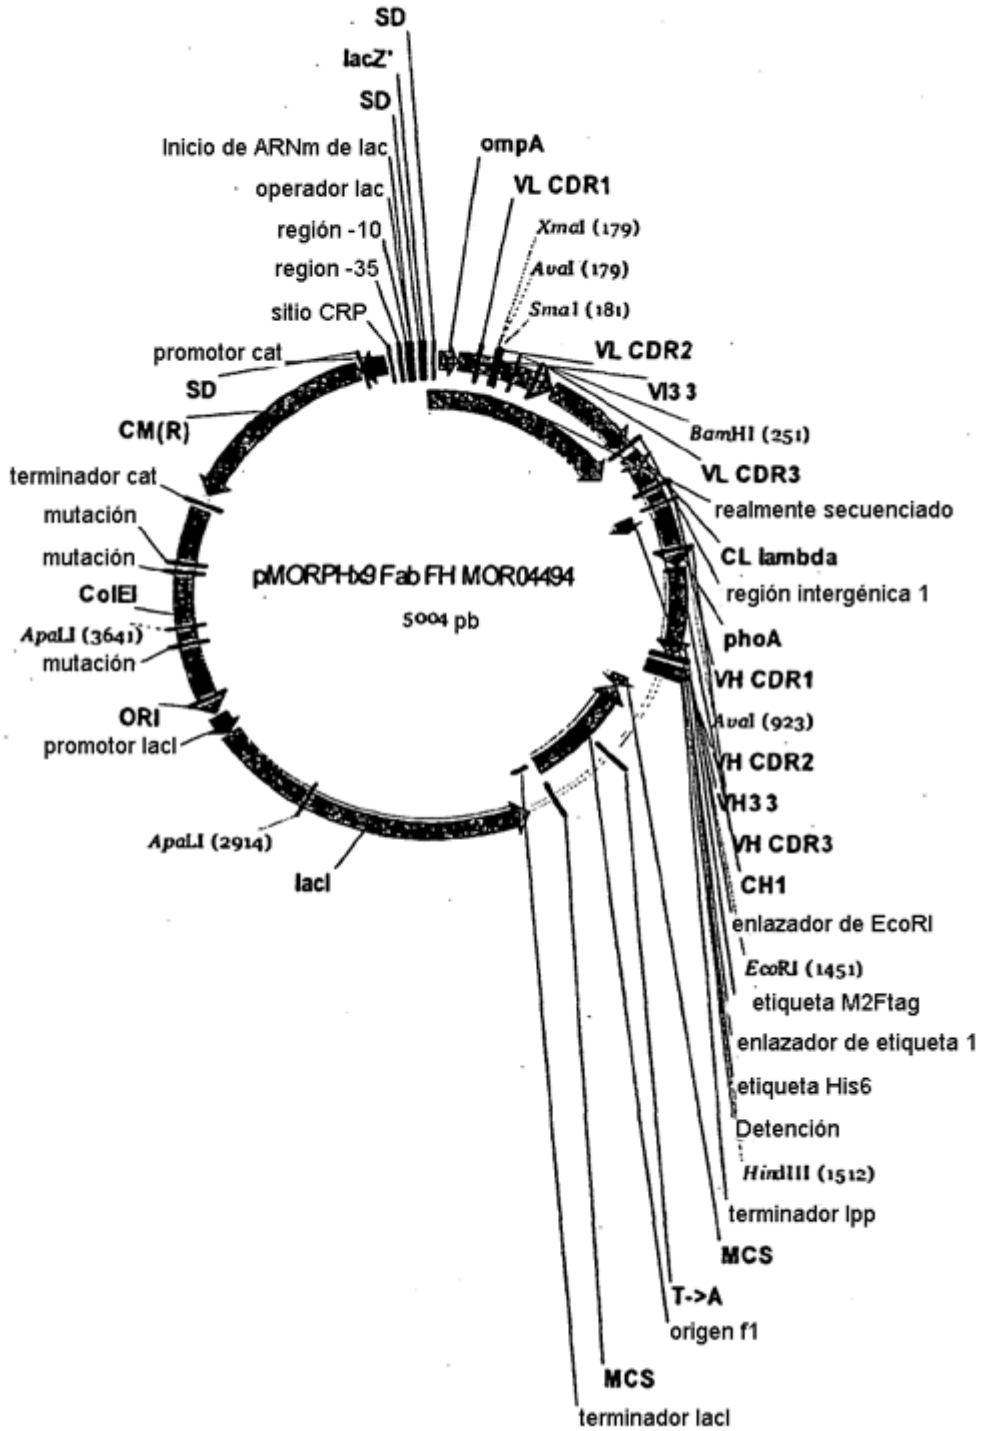 SD
lacZ'
SD
Inicio de ARNm de lac
operador lac
región -10
region -35
sitio CRP
promotor cat
SD
CM(R)
terminador cat
mutación
mutación
ColEI
ApaLI (3641)
mutación
ORI
promotor lacI
ApaLI (2914)
lacI
pMORPHx9 Fab FH MOR04494
5004 pb
ompA
VL CDR1
XmaI (179)
AvaI (179)
SmaI (181)
VL CDR2
Vl3 3
BamHI (251)
VL CDR3
realmente secuenciado
CL lambda
región intergénica 1
phoA
VH CDR1
AvaI (923)
VH CDR2
VH3 3
VH CDR3
CH1
enlazador de EcoRI
EcoRI (1451)
etiqueta M2Ftag
enlazador de etiqueta 1
etiqueta His6
Detención
HindIII (1512)
terminador lpp
MCS
T->A
origen f1
MCS
terminador lacI